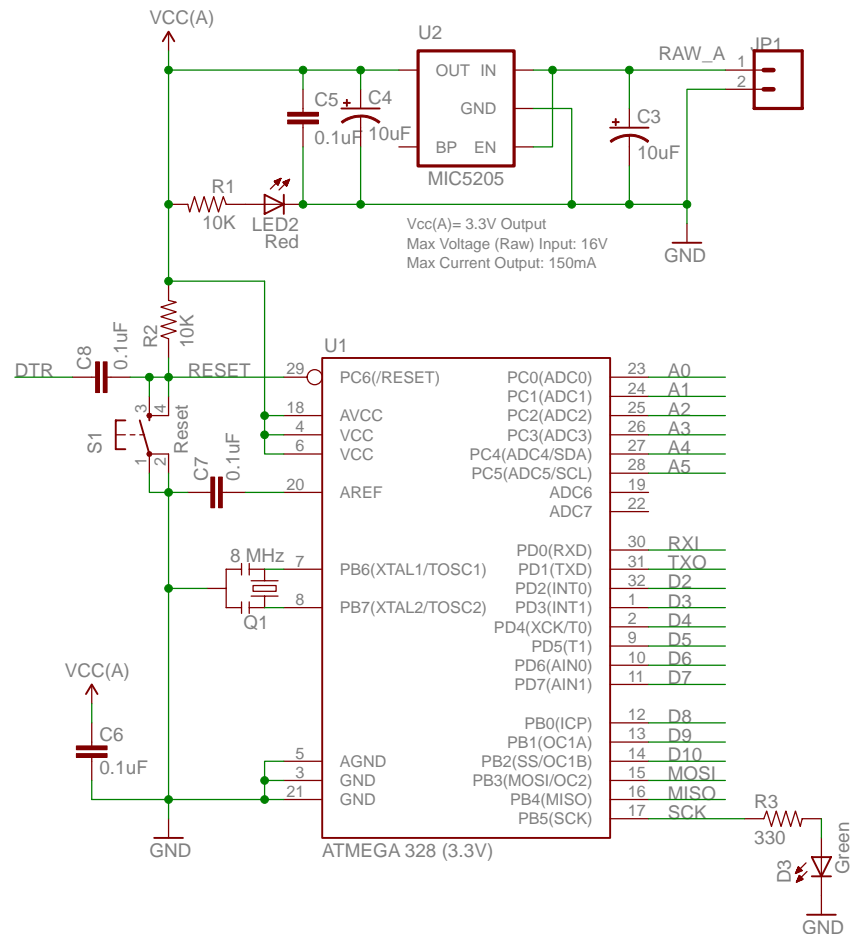 VCC(A)
U2
RAW_A
JP1
OUT IN
1
2
C5
0.1uF
C4
10uF
GND
C3
10uF
BP EN
MIC5205
R1
10K
LED2
Red
Vcc(A)= 3.3V Output
Max Voltage (Raw) Input: 16V
Max Current Output: 150mA
GND
R2
10K
U1
DTR
C8
0.1uF
RESET
29
PC6(/RESET)
PC0(ADC0)
23
A0
PC1(ADC1)
24
A1
18
AVCC
PC2(ADC2)
25
A2
4
VCC
PC3(ADC3)
26
A3
6
VCC
PC4(ADC4/SDA)
27
A4
PC5(ADC5/SCL)
28
A5
S1
3
4
1
2
Reset
C7
0.1uF
20
AREF
ADC6
19
ADC7
22
8 MHz
Q1
7
PB6(XTAL1/TOSC1)
8
PB7(XTAL2/TOSC2)
PD0(RXD)
30
RXI
PD1(TXD)
31
TXO
PD2(INT0)
32
D2
PD3(INT1)
1
D3
PD4(XCK/T0)
2
D4
PD5(T1)
9
D5
PD6(AIN0)
10
D6
PD7(AIN1)
11
D7
VCC(A)
C6
0.1uF
PB0(ICP)
12
D8
PB1(OC1A)
13
D9
5
AGND
PB2(SS/OC1B)
14
D10
3
GND
PB3(MOSI/OC2)
15
MOSI
21
GND
PB4(MISO)
16
MISO
PB5(SCK)
17
SCK
R3
330
GND
ATMEGA 328 (3.3V)
D3
Green
GND